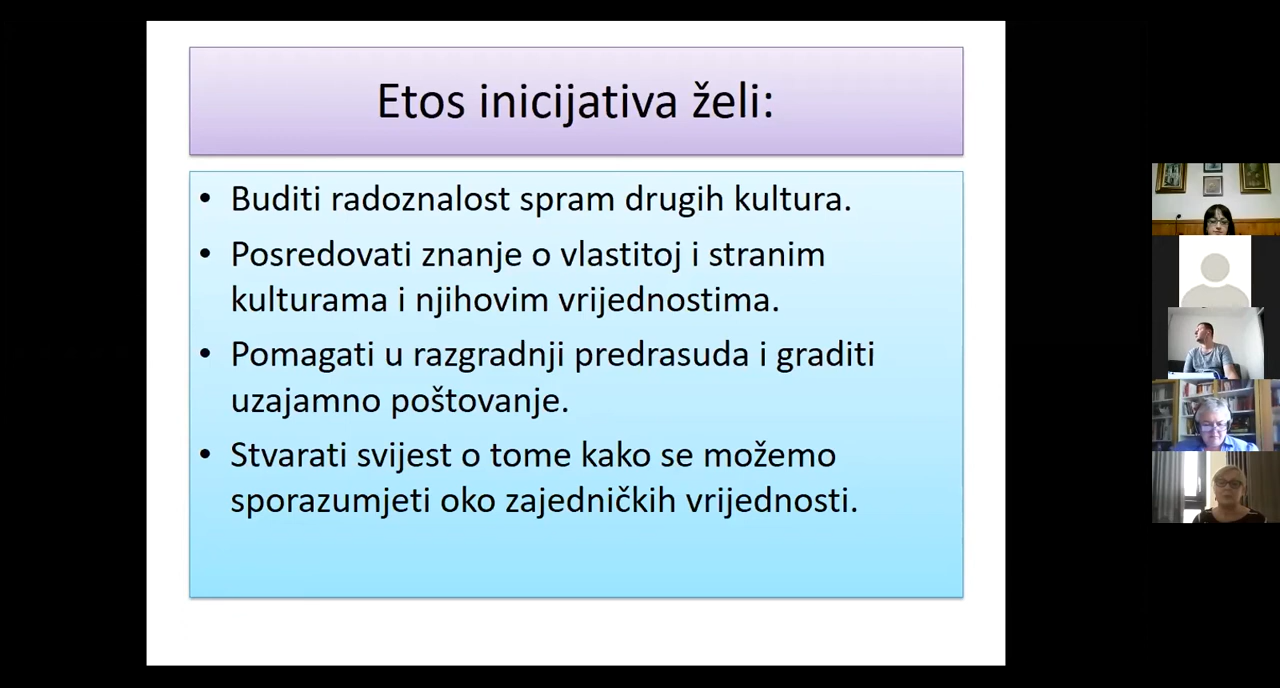 Etos inicijativa želi:
• Buditi radoznalost spram drugih kultura.
• Posredovati znanje o vlastitoj i stranim
kulturama i njihovim vrijednostima.
• Pomagati u razgradnji predrasuda i graditi
uzajamno poštovanje.
• Stvarati svijest o tome kako se možemo
sporazumjeti oko zajedničkih vrijednosti.